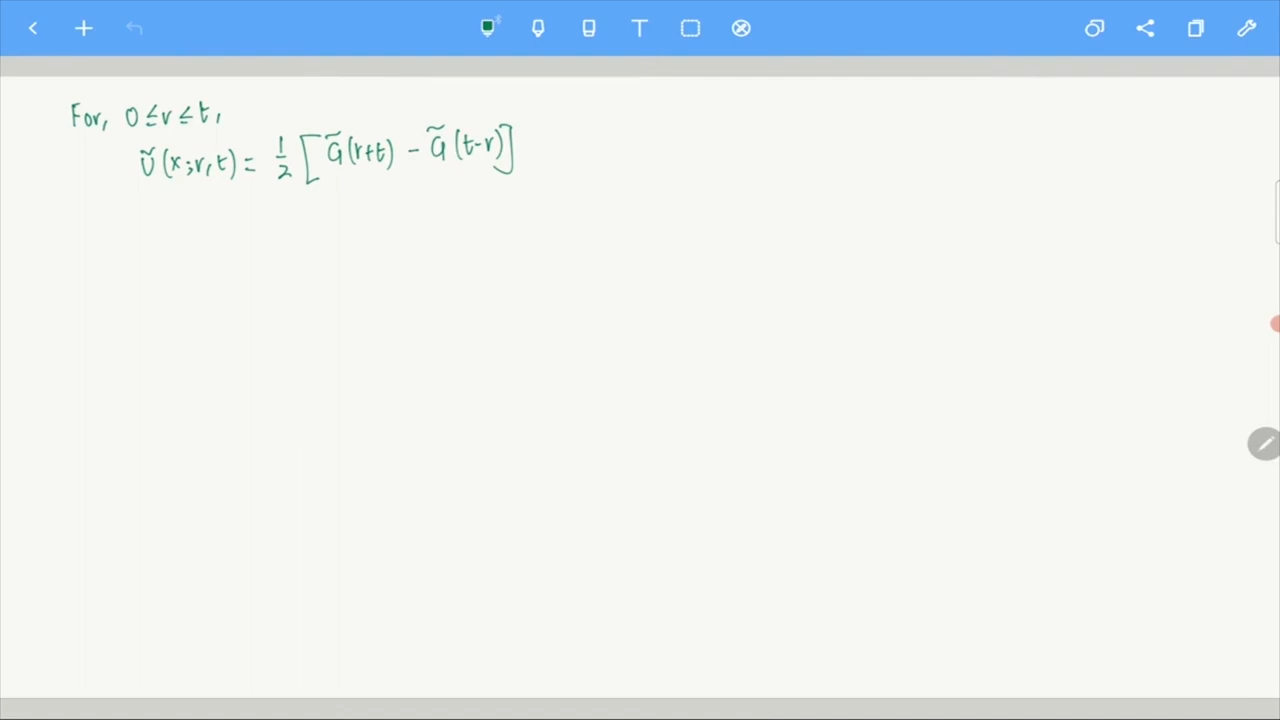 For, 0 ≤ r ≤ t,
Ũ(x;r,t) = 1/2 [G̃(r+t) - G̃(t-r)]